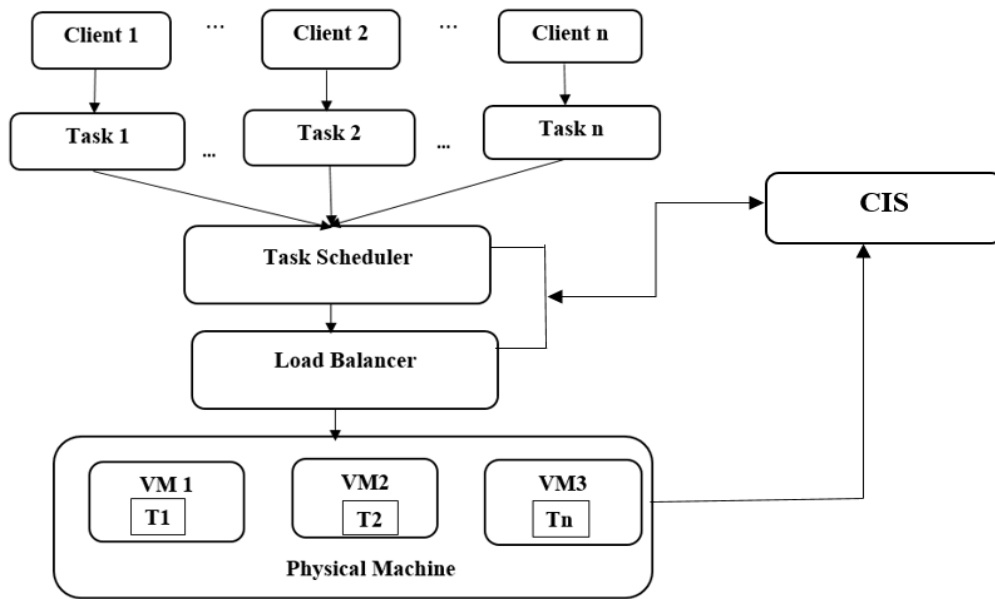 Client 1 ... Client 2 ... Client n
Task 1 ... Task 2 ... Task n
CIS
Task Scheduler
Load Balancer
VM 1 VM2 VM3
T1 T2 Tn
Physical Machine